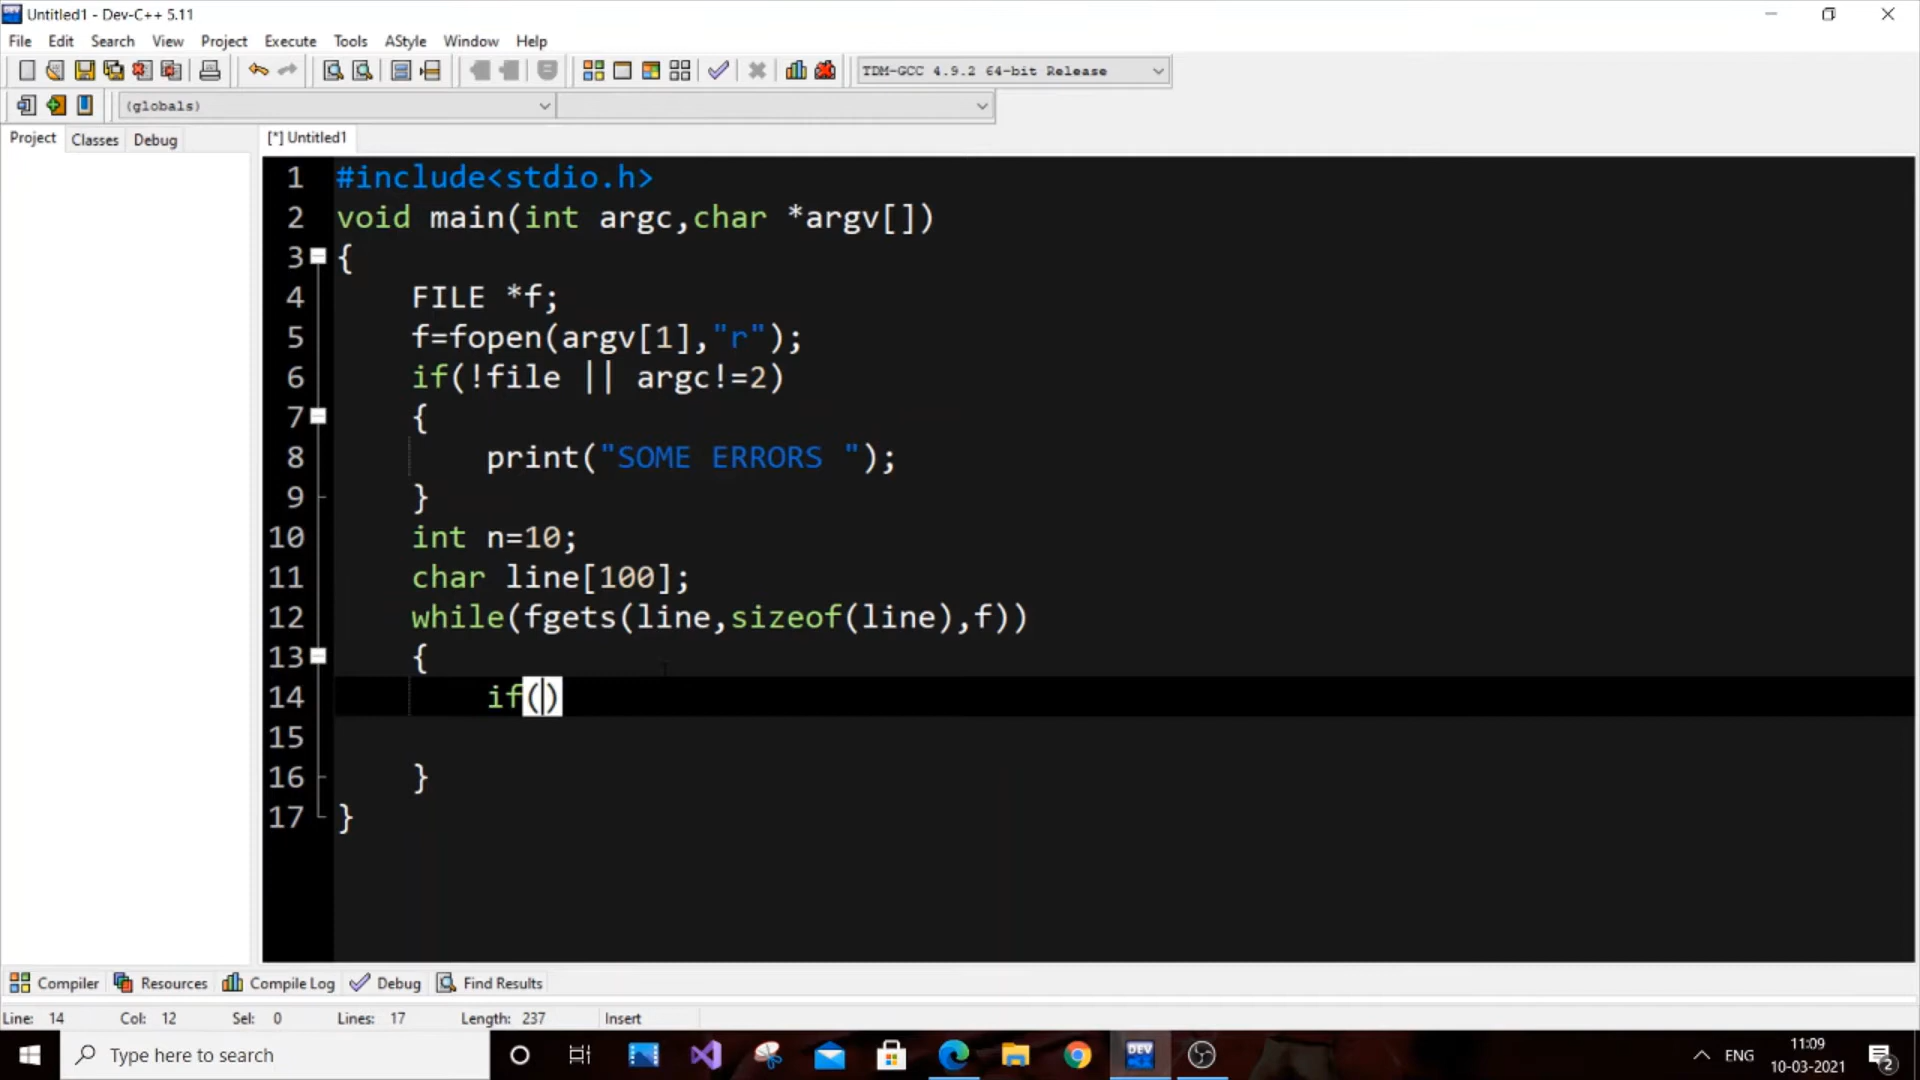 Untitled1 - Dev-C++ 5.11
File Edit Search View Project Execute Tools AStyle Window Help
TDM-GCC 4.9.2 64-bit Release
(globals)
Project Classes Debug [*] Untitled1
1 #include<stdio.h>
2 void main(int argc,char *argv[])
3 {
4 FILE *f;
5 f=fopen(argv[1],"r");
6 if(!file || argc!=2)
7 {
8 print("SOME ERRORS ");
9 }
10 int n=10;
11 char line[100];
12 while(fgets(line,sizeof(line),f))
13 {
14 if()
15
16 }
17 }
Compiler Resources Compile Log Debug Find Results
Line: 14 Col: 12 Sel: 0 Lines: 17 Length: 237 Insert
Type here to search
DEV
ENG
11:09
10-03-2021
2